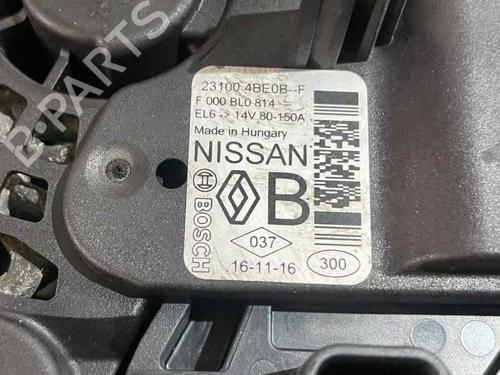 B-PARTS
23100 4BE0B--F
F 000 BL0 814
EL6 -> 14V 80-150A
Made in Hungary
NISSAN
BOSCH
B
037
16-11-16
300